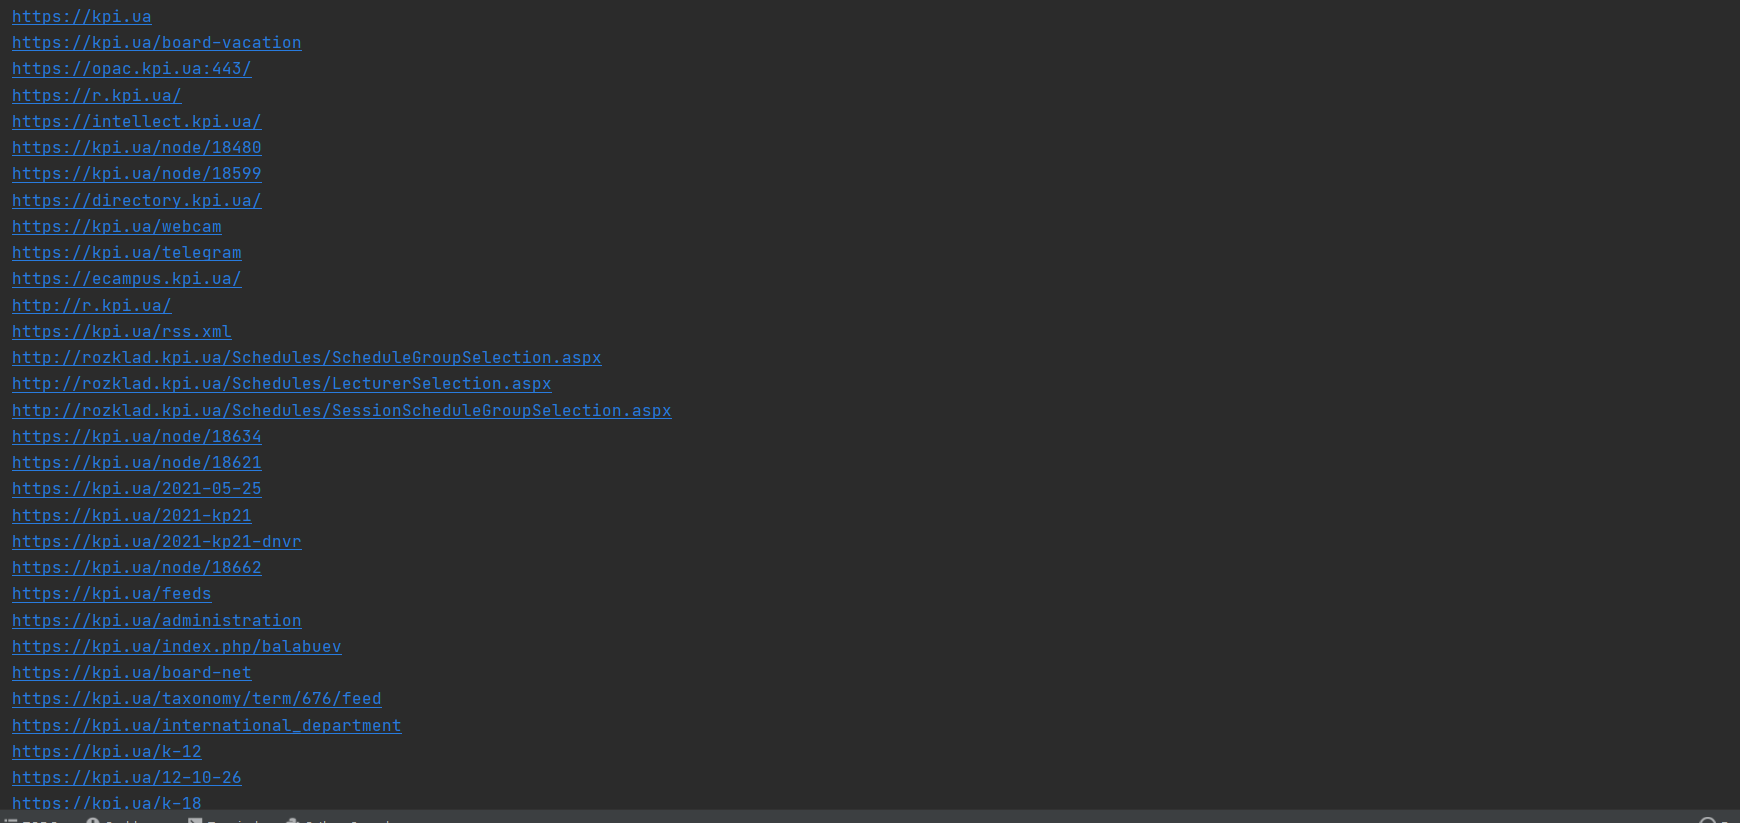 https://kpi.ua
https://kpi.ua/board-vacation
https://opac.kpi.ua:443/
https://r.kpi.ua/
https://intellect.kpi.ua/
https://kpi.ua/node/18480
https://kpi.ua/node/18599
https://directory.kpi.ua/
https://kpi.ua/webcam
https://kpi.ua/telegram
https://ecampus.kpi.ua/
http://r.kpi.ua/
https://kpi.ua/rss.xml
http://rozklad.kpi.ua/Schedules/ScheduleGroupSelection.aspx
http://rozklad.kpi.ua/Schedules/LecturerSelection.aspx
http://rozklad.kpi.ua/Schedules/SessionScheduleGroupSelection.aspx
https://kpi.ua/node/18634
https://kpi.ua/node/18621
https://kpi.ua/2021-05-25
https://kpi.ua/2021-kp21
https://kpi.ua/2021-kp21-dnvr
https://kpi.ua/node/18662
https://kpi.ua/feeds
https://kpi.ua/administration
https://kpi.ua/index.php/balabuev
https://kpi.ua/board-net
https://kpi.ua/taxonomy/term/676/feed
https://kpi.ua/international_department
https://kpi.ua/k-12
https://kpi.ua/12-10-26
https://kpi.ua/k-18